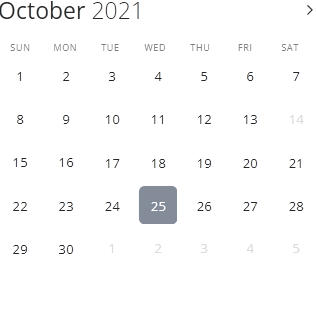 October 2021
SUN MON TUE WED THU FRI SAT
1 2 3 4 5 6 7
8 9 10 11 12 13 14
15 16 17 18 19 20 21
22 23 24 25 26 27 28
29 30 1 2 3 4 5